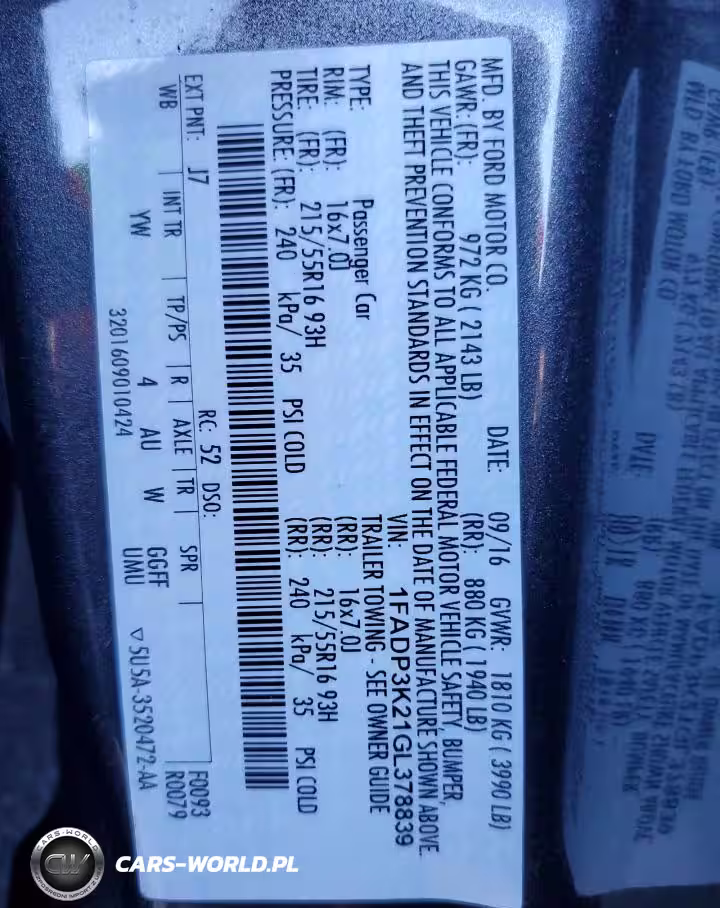 MFD. BY FORD MOTOR CO.
DATE: 09/16 GVWR: 1810 KG ( 3990 LB)
GAWR: (FR): 972 KG ( 2143 LB) (RR): 880 KG ( 1940 LB)
THIS VEHICLE CONFORMS TO ALL APPLICABLE FEDERAL MOTOR VEHICLE SAFETY, BUMPER,
AND THEFT PREVENTION STANDARDS IN EFFECT ON THE DATE OF MANUFACTURE SHOWN ABOVE.
VIN: 1FADP3K21GL378839
TYPE: Passenger Car TRAILER TOWING - SEE OWNER GUIDE
RIM: (FR): 16x7.0J (RR): 16x7.0J
TIRE: (FR): 215/55R16 93H (RR): 215/55R16 93H
PRESSURE: (FR): 240 kPa/ 35 PSI COLD (RR): 240 kPa/ 35 PSI COLD
EXT PNT: J7 RC: 52 DSO: F0093
R0079
WB INT TR TP/PS R AXLE TR SPR
YW 4 AU W GGFF
UMU
3201609010424 ▽5U5A-3520472-AA
CARS-WORLD
CW
CARS-WORLD.PL